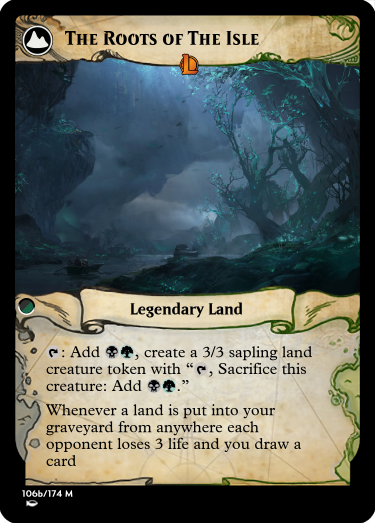 The Roots of The Isle
Legendary Land
: Add , create a 3/3 sapling land
creature token with “, Sacrifice this
creature: Add .”
Whenever a land is put into your
graveyard from anywhere each
opponent loses 3 life and you draw a
card
106b/174 M